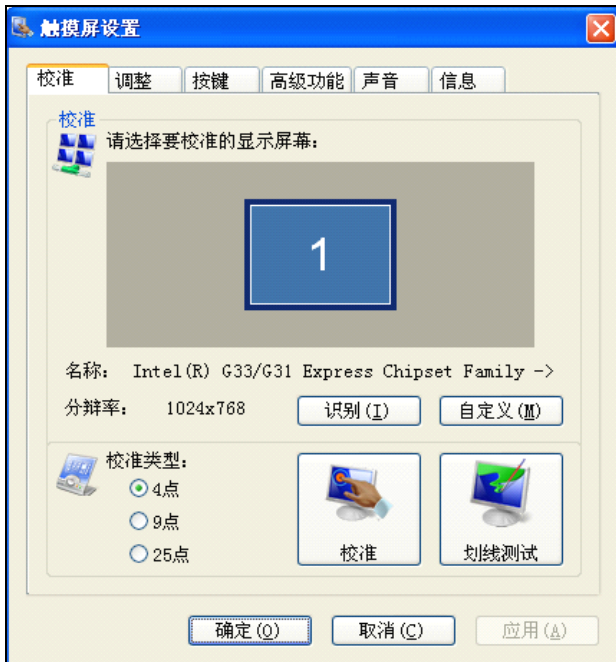 触摸屏设置
校准 调整 按键 高级功能 声音 信息
校准
请选择要校准的显示屏幕：
1
名称： Intel(R) G33/G31 Express Chipset Family ->
分辩率： 1024x768 识别(I) 自定义(M)
校准类型：
4点
9点
25点
校准 划线测试
确定(O) 取消(C) 应用(A)